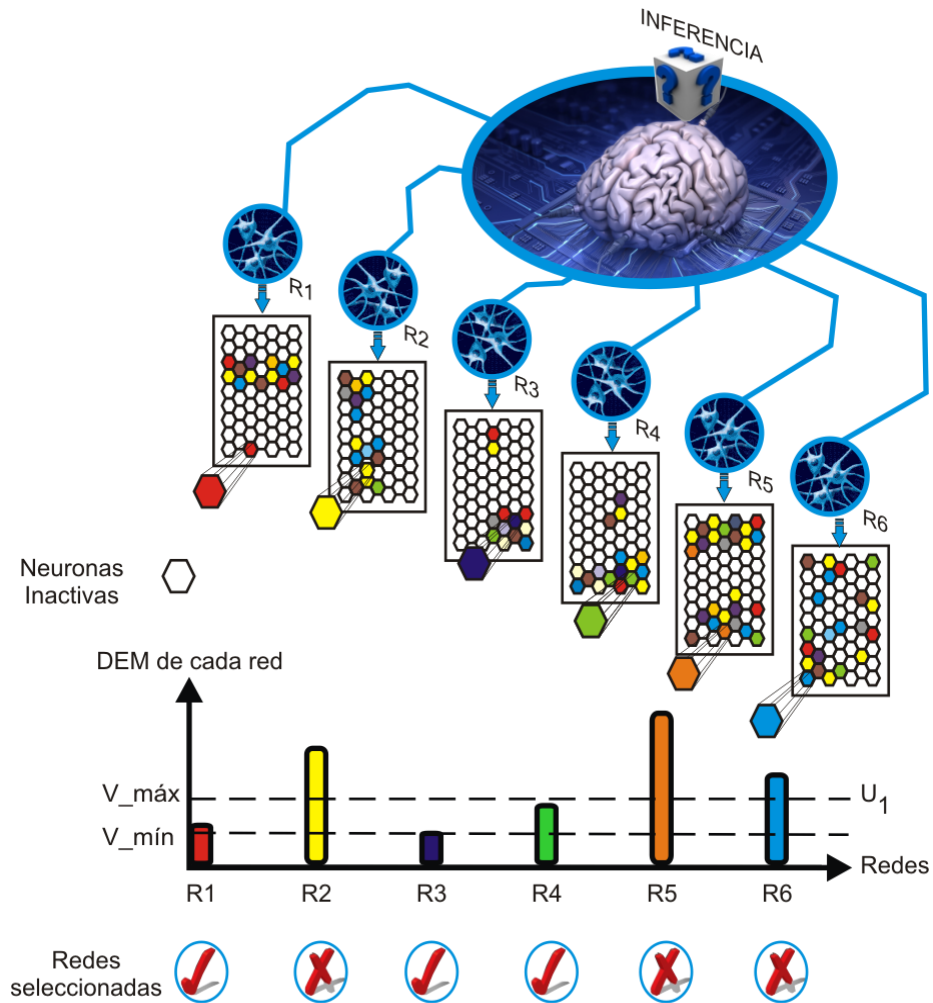 INFERENCIA
R1
R2
R3
R4
R5
R6
Neuronas
Inactivas
DEM de cada red
V_máx
U1
V_mín
Redes
R1 R2 R3 R4 R5 R6
Redes
seleccionadas